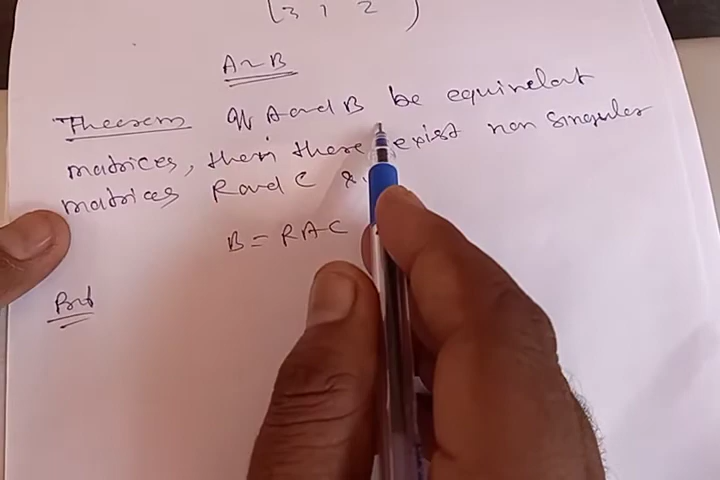 (3 1 2)
A~B
Theorem If A and B be equivalent
matrices, then there exist non singular
matrices R and C
B = RAC
Prf